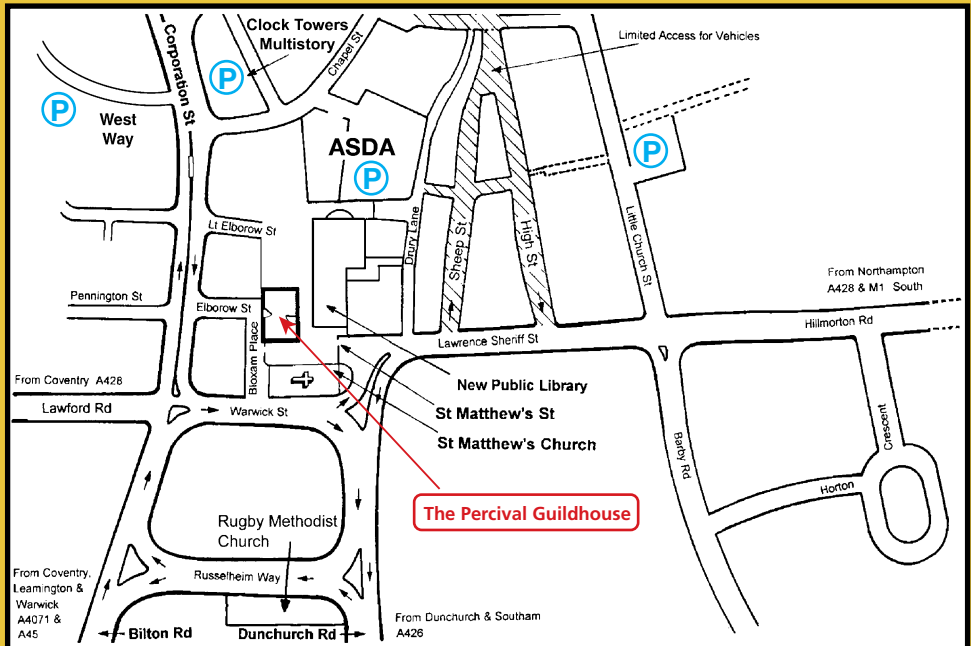 Clock Towers
Multistory
Corporation St
Chapel St
Limited Access for Vehicles
P
P
West
Way
ASDA
P
P
Lt Elborow St
Drury Lane
Sheep St
High St
Little Church St
From Northampton
A428 & M1 South
Pennington St
Elborow St
Bloxam Place
Lawrence Sheriff St
Hillmorton Rd
From Coventry A428
Lawford Rd
Warwick St
New Public Library
St Matthew's St
St Matthew's Church
Barby Rd
Crescent
Horton
The Percival Guildhouse
Rugby Methodist
Church
Russelheim Way
From Coventry,
Leamington &
Warwick
A4071 &
A45
Bilton Rd
Dunchurch Rd
From Dunchurch & Southam
A426